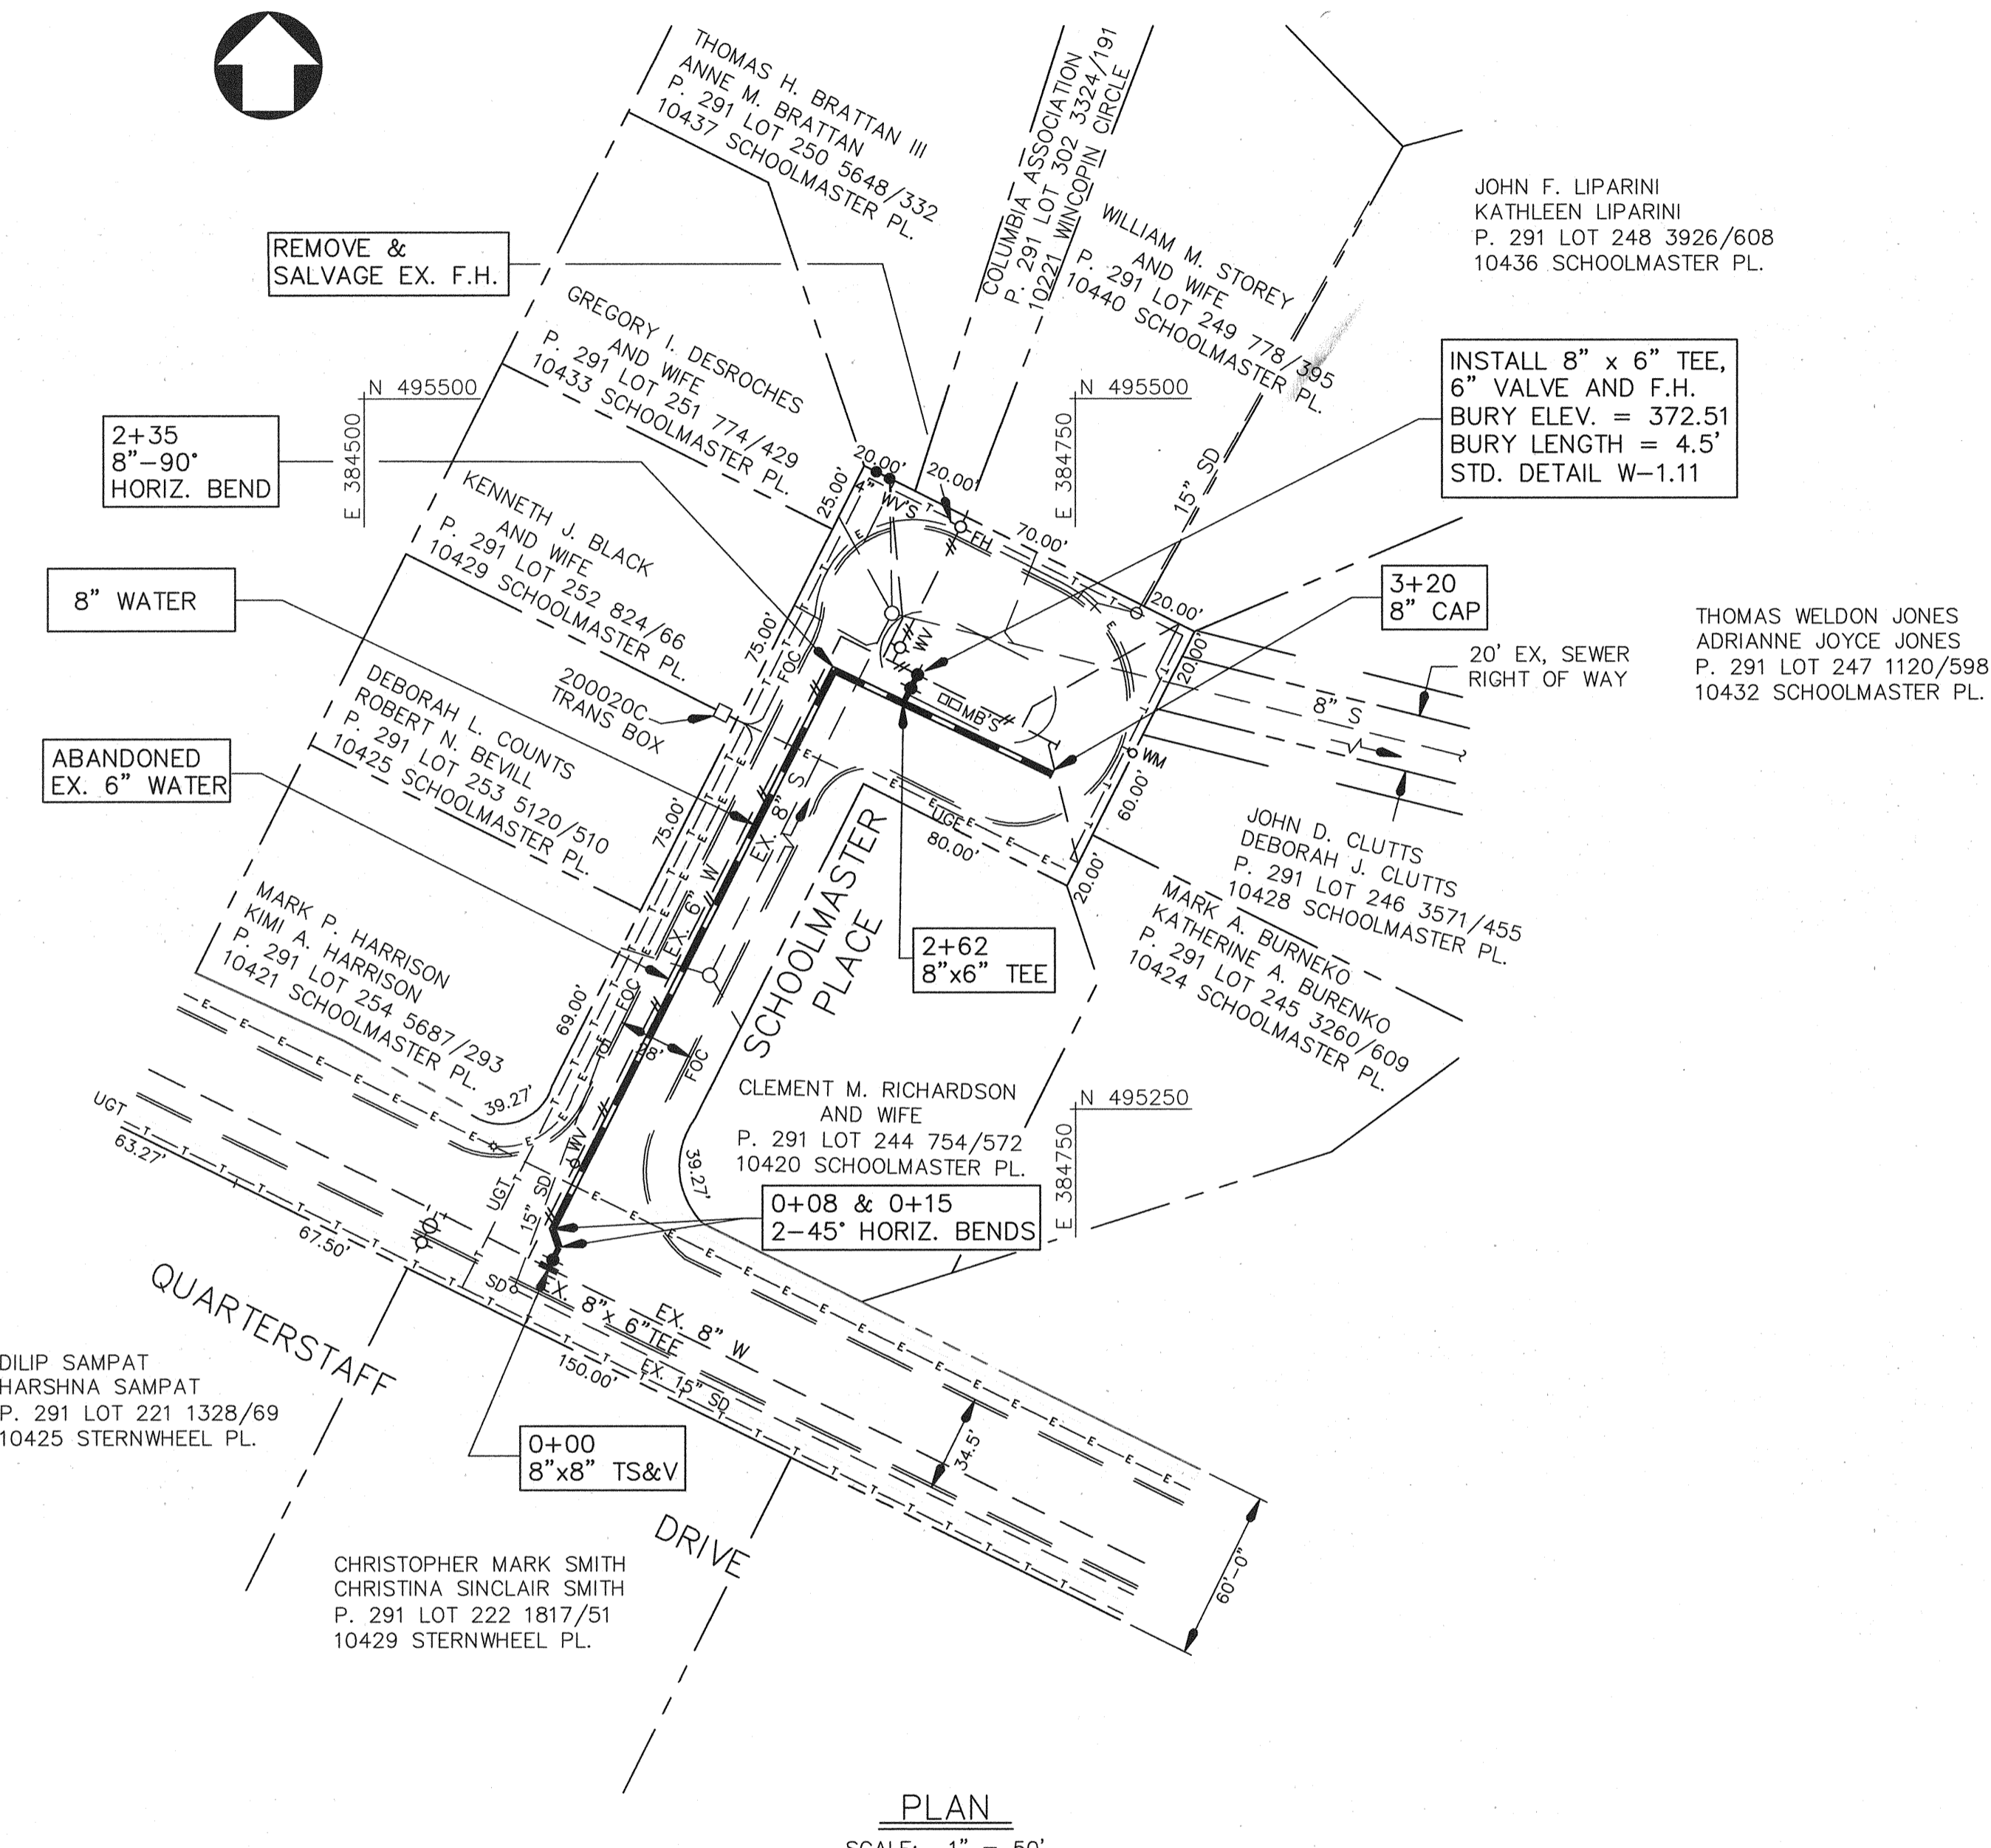 THOMAS H. BRATTAN III
ANNE M. BRATTAN
P. 291 LOT 250 5648/332
10437 SCHOOLMASTER PL.
COLUMBIA ASSOCIATION
P. 291 LOT 302 3324/191
10221 WINCOPIN CIRCLE
WILLIAM M. STOREY
AND WIFE
P. 291 LOT 249 778/395
10440 SCHOOLMASTER PL.
JOHN F. LIPARINI
KATHLEEN LIPARINI
P. 291 LOT 248 3926/608
10436 SCHOOLMASTER PL.
REMOVE &
SALVAGE EX. F.H.
GREGORY I. DESROCHES
AND WIFE
P. 291 LOT 251 774/429
10433 SCHOOLMASTER PL.
N 495500
E 384500
N 495500
E 384750
INSTALL 8" x 6" TEE,
6" VALVE AND F.H.
BURY ELEV. = 372.51
BURY LENGTH = 4.5'
STD. DETAIL W-1.11
2+35
8"-90°
HORIZ. BEND
KENNETH J. BLACK
AND WIFE
P. 291 LOT 252 824/66
10429 SCHOOLMASTER PL.
20.00'
20.00'
25.00'
4" WV'S
FH
70.00'
15" SD
20.00'
20.00'
8" WATER
3+20
8" CAP
THOMAS WELDON JONES
ADRIANNE JOYCE JONES
P. 291 LOT 247 1120/598
10432 SCHOOLMASTER PL.
20' EX, SEWER
RIGHT OF WAY
8" S
WM
WV
MB'S
75.00'
FOC
200020C
TRANS BOX
DEBORAH L. COUNTS
ROBERT N. BEVILL
P. 291 LOT 253 5120/510
10425 SCHOOLMASTER PL.
ABANDONED
EX. 6" WATER
75.00'
EX. 8" S
EX. 6" W
UGE
80.00'
60.00'
20.00'
SCHOOLMASTER
PLACE
JOHN D. CLUTTS
DEBORAH J. CLUTTS
P. 291 LOT 246 3571/455
10428 SCHOOLMASTER PL.
MARK A. BURNEKO
KATHERINE A. BURENKO
P. 291 LOT 245 3260/609
10424 SCHOOLMASTER PL.
2+62
8"x6" TEE
MARK P. HARRISON
KIMI A. HARRISON
P. 291 LOT 254 5687/293
10421 SCHOOLMASTER PL.
69.00'
FOC
FOC
39.27'
CLEMENT M. RICHARDSON
AND WIFE
P. 291 LOT 244 754/572
10420 SCHOOLMASTER PL.
N 495250
E 384750
39.27'
0+08 & 0+15
2-45° HORIZ. BENDS
UGT
63.27'
67.50'
UGT
15" SD
WV
SD
EX. 8"x
6"TEE
EX. 8" W
EX. 15" SD
150.00'
QUARTERSTAFF
DRIVE
DILIP SAMPAT
HARSHNA SAMPAT
P. 291 LOT 221 1328/69
10425 STERNWHEEL PL.
0+00
8"x8" TS&V
34.5'
60'-0"
CHRISTOPHER MARK SMITH
CHRISTINA SINCLAIR SMITH
P. 291 LOT 222 1817/51
10429 STERNWHEEL PL.
PLAN
SCALE: 1" = 50'